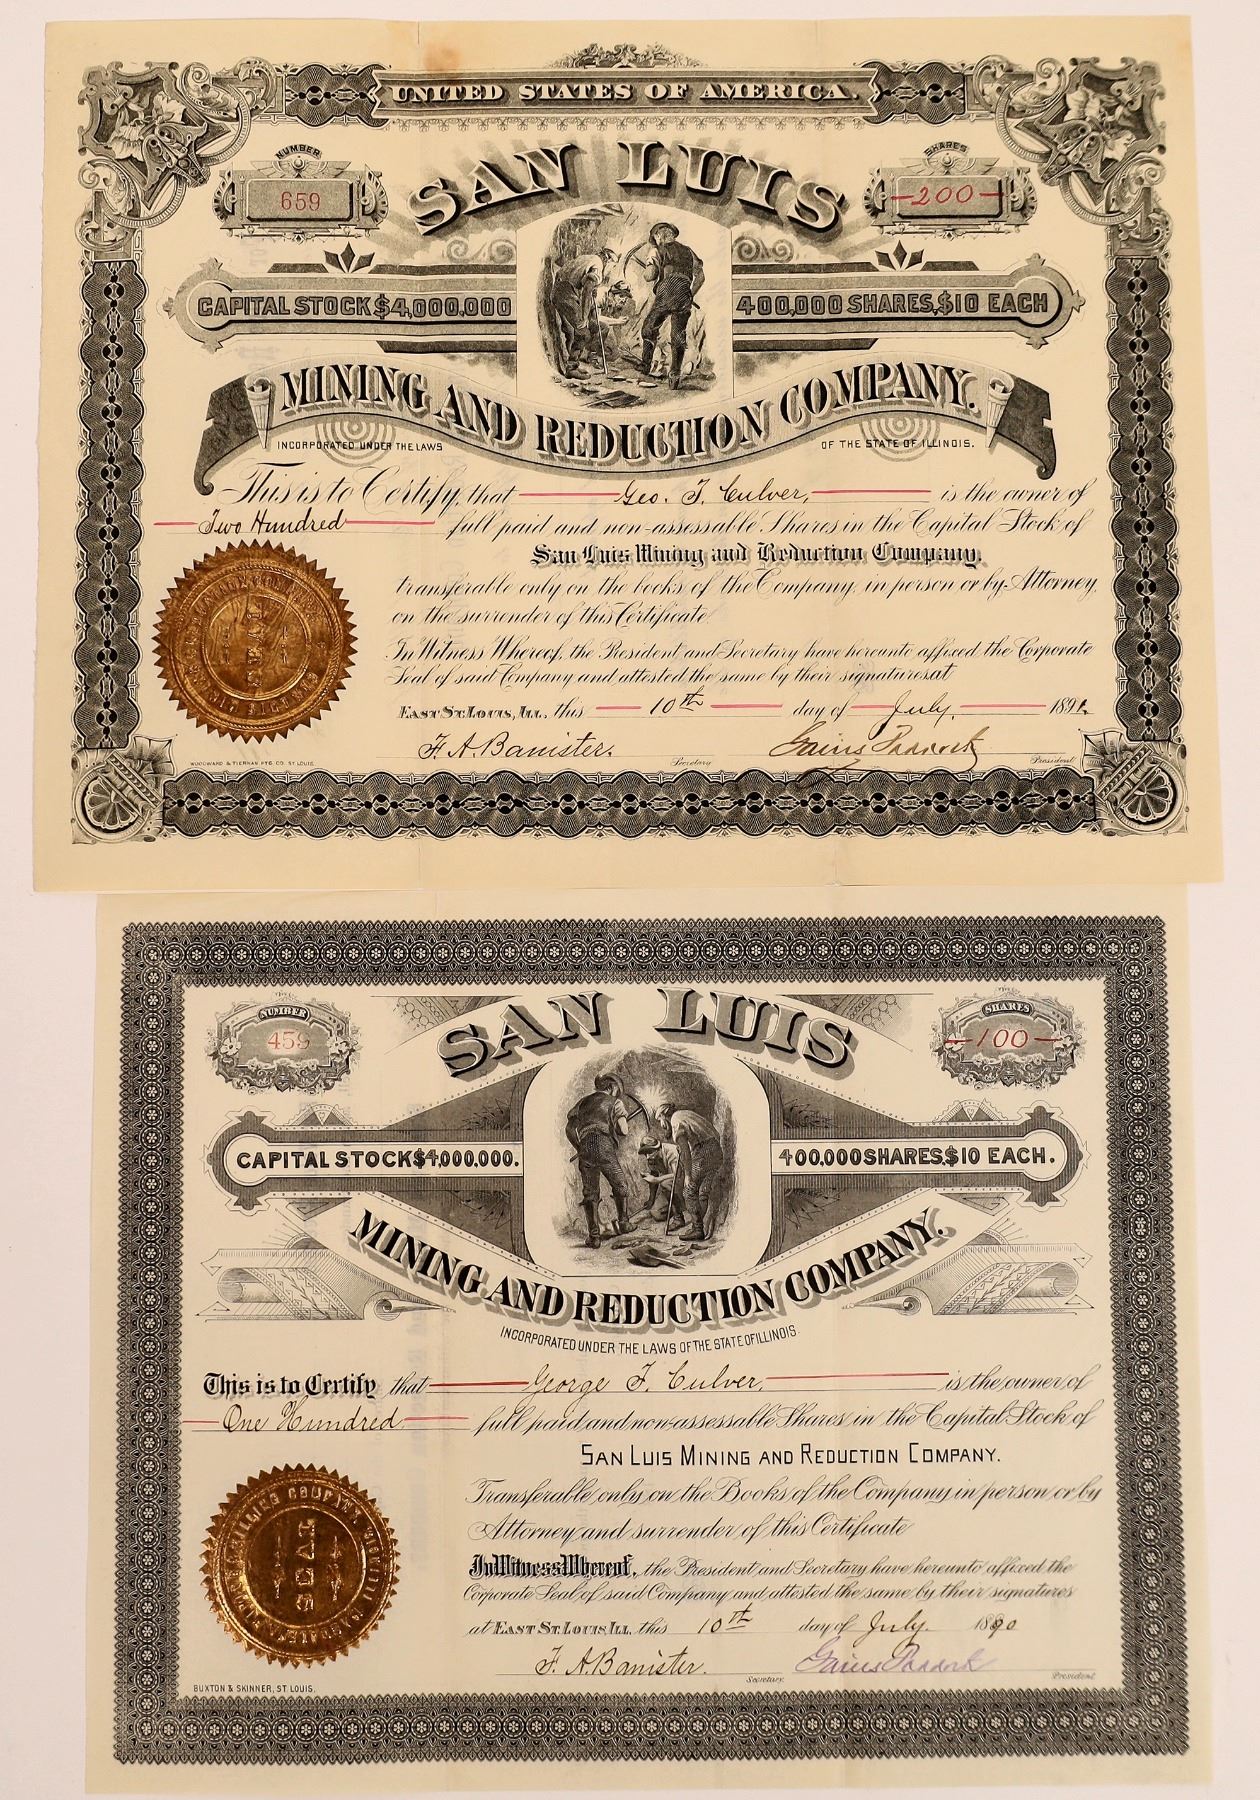 UNITED STATES OF AMERICA.
NUMBER
659
SHARES
-200-
SAN LUIS
CAPITAL STOCK $4,000,000
400,000 SHARES, $10 EACH
MINING AND REDUCTION COMPANY.
INCORPORATED UNDER THE LAWS OF THE STATE OF ILLINOIS.
This is to Certify, that Geo. F. Culver, is the owner of
Two Hundred full paid and non-assessable Shares in the Capital Stock of
San Luis Mining and Reduction Company,
transferable only on the books of the Company, in person or by Attorney,
on the surrender of this Certificate.
In Witness Whereof, the President and Secretary have hereunto affixed the Corporate
Seal of said Company and attested the same by their signatures at
EAST ST. LOUIS, ILL. this 10th day of July, 1891.
F. A. Banister. Gaius Paddock
Secretary President
SEAL
WOODWARD & TIERNAN PTG. CO. ST. LOUIS.
NUMBER
459
SHARES
-100-
SAN LUIS
CAPITAL STOCK $4,000,000.
400,000 SHARES, $10 EACH.
MINING AND REDUCTION COMPANY.
INCORPORATED UNDER THE LAWS OF THE STATE OF ILLINOIS.
This is to Certify that George F. Culver, is the owner of
One Hundred full paid and non-assessable Shares in the Capital Stock of
SAN LUIS MINING AND REDUCTION COMPANY.
Transferable only on the Books of the Company in person or by
Attorney and surrender of this Certificate
In Witness Whereof, the President and Secretary have hereunto affixed the
Corporate Seal of said Company and attested the same by their signatures
at EAST ST. LOUIS ILL. this 10th day of July. 1890
F. A. Banister. Gaius Paddock
Secretary. President.
SEAL
BUXTON & SKINNER, ST. LOUIS.